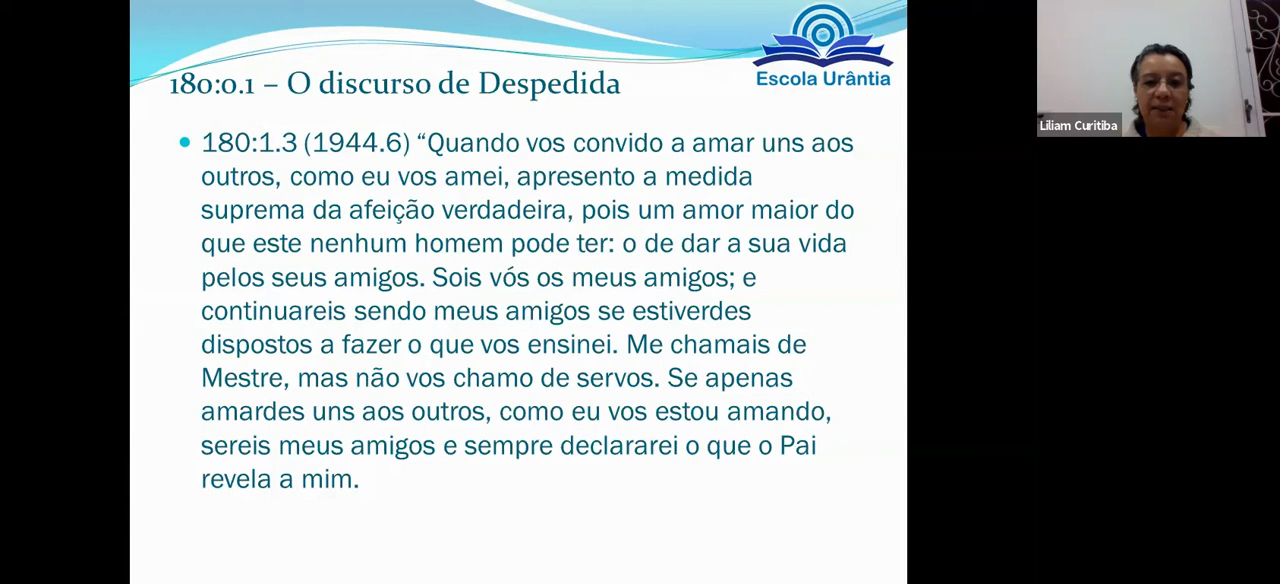 180:0.1 – O discurso de Despedida
Escola Urântia
Liliam Curitiba
• 180:1.3 (1944.6) “Quando vos convido a amar uns aos
outros, como eu vos amei, apresento a medida
suprema da afeição verdadeira, pois um amor maior do
que este nenhum homem pode ter: o de dar a sua vida
pelos seus amigos. Sois vós os meus amigos; e
continuareis sendo meus amigos se estiverdes
dispostos a fazer o que vos ensinei. Me chamais de
Mestre, mas não vos chamo de servos. Se apenas
amardes uns aos outros, como eu vos estou amando,
sereis meus amigos e sempre declararei o que o Pai
revela a mim.